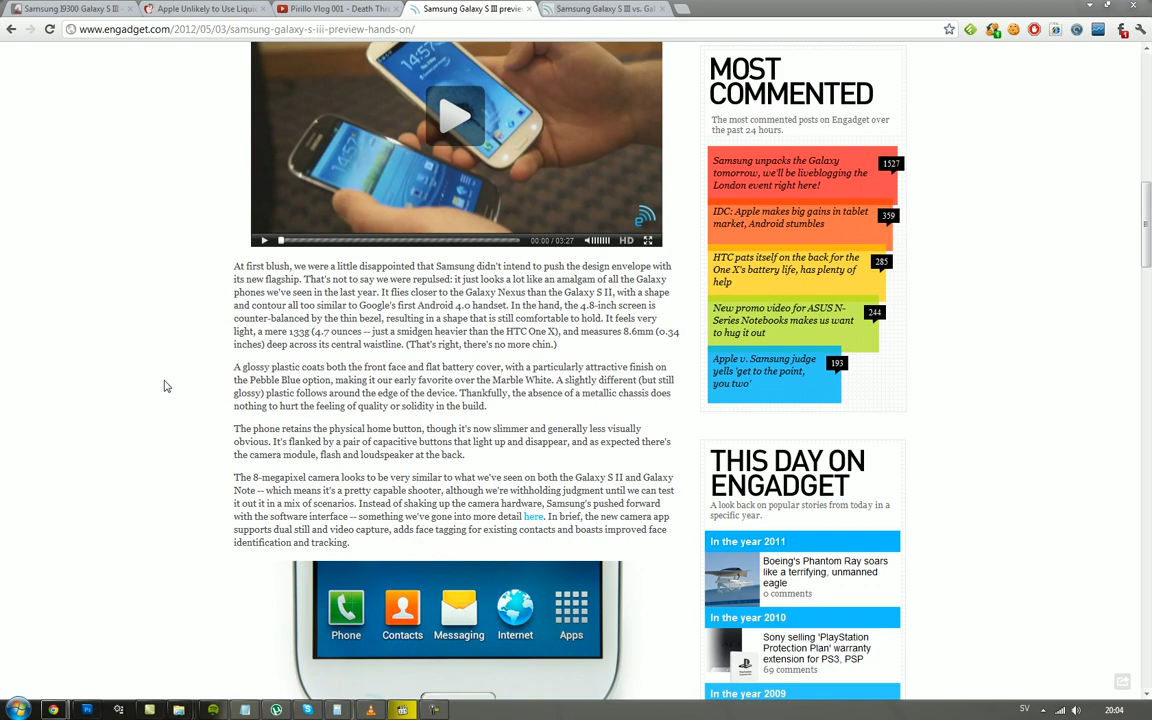 Samsung I9300 Galaxy S III -
Apple Unlikely to Use Liquid
Pirillo Vlog 001 - Death Thre
Samsung Galaxy S III previe
Samsung Galaxy S III vs. Gal
www.engadget.com/2012/05/03/samsung-galaxy-s-iii-preview-hands-on/
14:57
14:57
00:00 / 03:27
HD
At first blush, we were a little disappointed that Samsung didn't intend to push the design envelope with
its new flagship. That's not to say we were repulsed: it just looks a lot like an amalgam of all the Galaxy
phones we've seen in the last year. It flies closer to the Galaxy Nexus than the Galaxy S II, with a shape
and contour all too similar to Google's first Android 4.0 handset. In the hand, the 4.8-inch screen is
counter-balanced by the thin bezel, resulting in a shape that is still comfortable to hold. It feels very
light, a mere 133g (4.7 ounces -- just a smidgen heavier than the HTC One X), and measures 8.6mm (0.34
inches) deep across its central waistline. (That's right, there's no more chin.)
A glossy plastic coats both the front face and flat battery cover, with a particularly attractive finish on
the Pebble Blue option, making it our early favorite over the Marble White. A slightly different (but still
glossy) plastic follows around the edge of the device. Thankfully, the absence of a metallic chassis does
nothing to hurt the feeling of quality or solidity in the build.
The phone retains the physical home button, though it's now slimmer and generally less visually
obvious. It's flanked by a pair of capacitive buttons that light up and disappear, and as expected there's
the camera module, flash and loudspeaker at the back.
The 8-megapixel camera looks to be very similar to what we've seen on both the Galaxy S II and Galaxy
Note -- which means it's a pretty capable shooter, although we're withholding judgment until we can test
it out it in a mix of scenarios. Instead of shaking up the camera hardware, Samsung's pushed forward
with the software interface -- something we've gone into more detail here. In brief, the new camera app
supports dual still and video capture, adds face tagging for existing contacts and boasts improved face
identification and tracking.
Phone
Contacts
Messaging
Internet
Apps
MOST
COMMENTED
The most commented posts on Engadget over
the past 24 hours.
Samsung unpacks the Galaxy
tomorrow, we'll be liveblogging the
London event right here!
1527
IDC: Apple makes big gains in tablet
market, Android stumbles
359
HTC pats itself on the back for the
One X's battery life, has plenty of
help
285
New promo video for ASUS N-
Series Notebooks makes us want
to hug it out
244
Apple v. Samsung judge
yells 'get to the point,
you two'
193
THIS DAY ON
ENGADGET
A look back on popular stories from today in a
specific year.
In the year 2011
Boeing's Phantom Ray soars
like a terrifying, unmanned
eagle
0 comments
In the year 2010
Sony selling 'PlayStation
Protection Plan' warranty
extension for PS3, PSP
69 comments
In the year 2009
SV
20:04